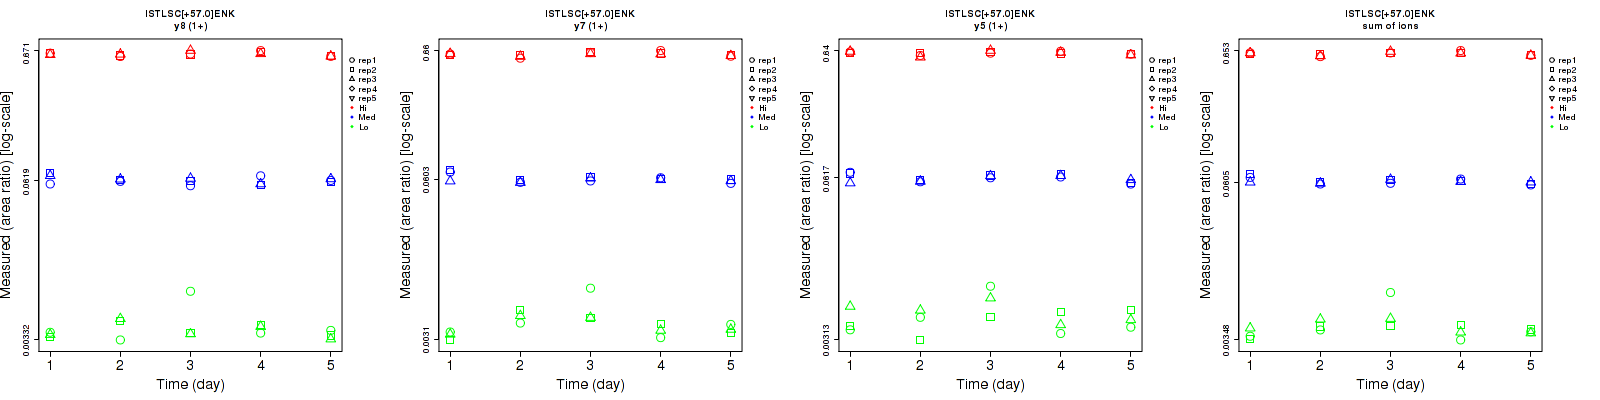 ISTLSC[+57.0]ENK
y8 (1+)
Measured (area ratio) [log-scale]
0.671
0.0619
0.00332
1 2 3 4 5
Time (day)
rep1
rep2
rep3
rep4
rep5
Hi
Med
Lo
ISTLSC[+57.0]ENK
y7 (1+)
Measured (area ratio) [log-scale]
0.66
0.0603
0.00331
1 2 3 4 5
Time (day)
rep1
rep2
rep3
rep4
rep5
Hi
Med
Lo
ISTLSC[+57.0]ENK
y5 (1+)
Measured (area ratio) [log-scale]
0.64
0.0617
0.00313
1 2 3 4 5
Time (day)
rep1
rep2
rep3
rep4
rep5
Hi
Med
Lo
ISTLSC[+57.0]ENK
sum of ions
Measured (area ratio) [log-scale]
0.653
0.0605
0.00348
1 2 3 4 5
Time (day)
rep1
rep2
rep3
rep4
rep5
Hi
Med
Lo